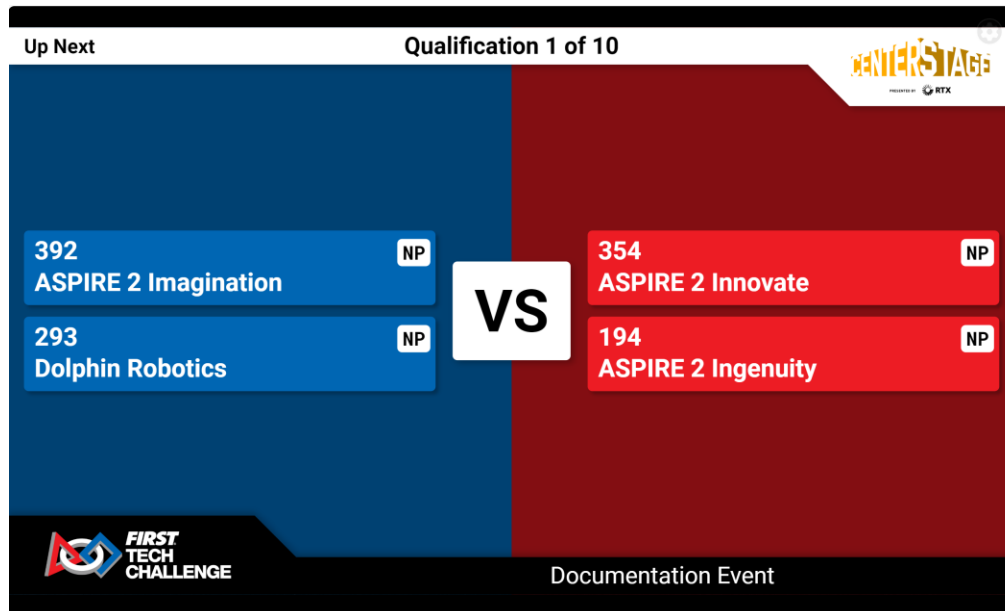 Up Next
Qualification 1 of 10
CENTERSTAGE
PRESENTED BY RTX
392
NP
ASPIRE 2 Imagination
293
NP
Dolphin Robotics
VS
354
NP
ASPIRE 2 Innovate
194
NP
ASPIRE 2 Ingenuity
FIRST
TECH
CHALLENGE
Documentation Event